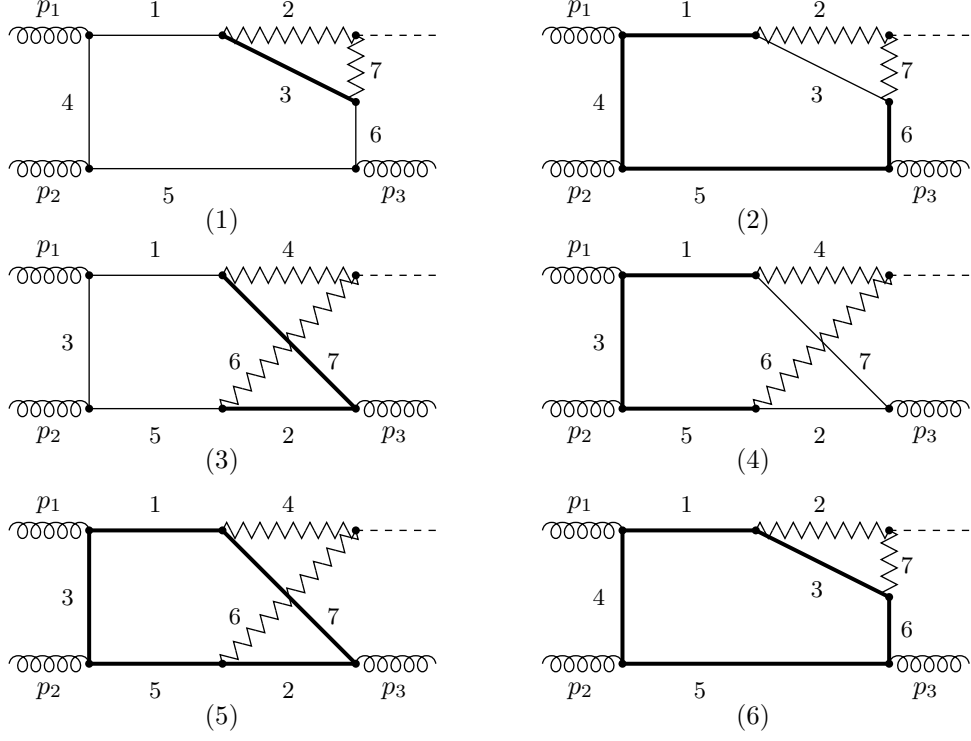 p₁ 1 2 p₁ 1 2
7 7
4 3 4 3
6 6
p₂ 5 p₃ p₂ 5 p₃
(1) (2)
p₁ 1 4 p₁ 1 4
3 6 7 3 6 7
p₂ 5 2 p₃ p₂ 5 2 p₃
(3) (4)
p₁ 1 4 p₁ 1 2
7
3 6 7 4 3
6
p₂ 5 2 p₃ p₂ 5 p₃
(5) (6)